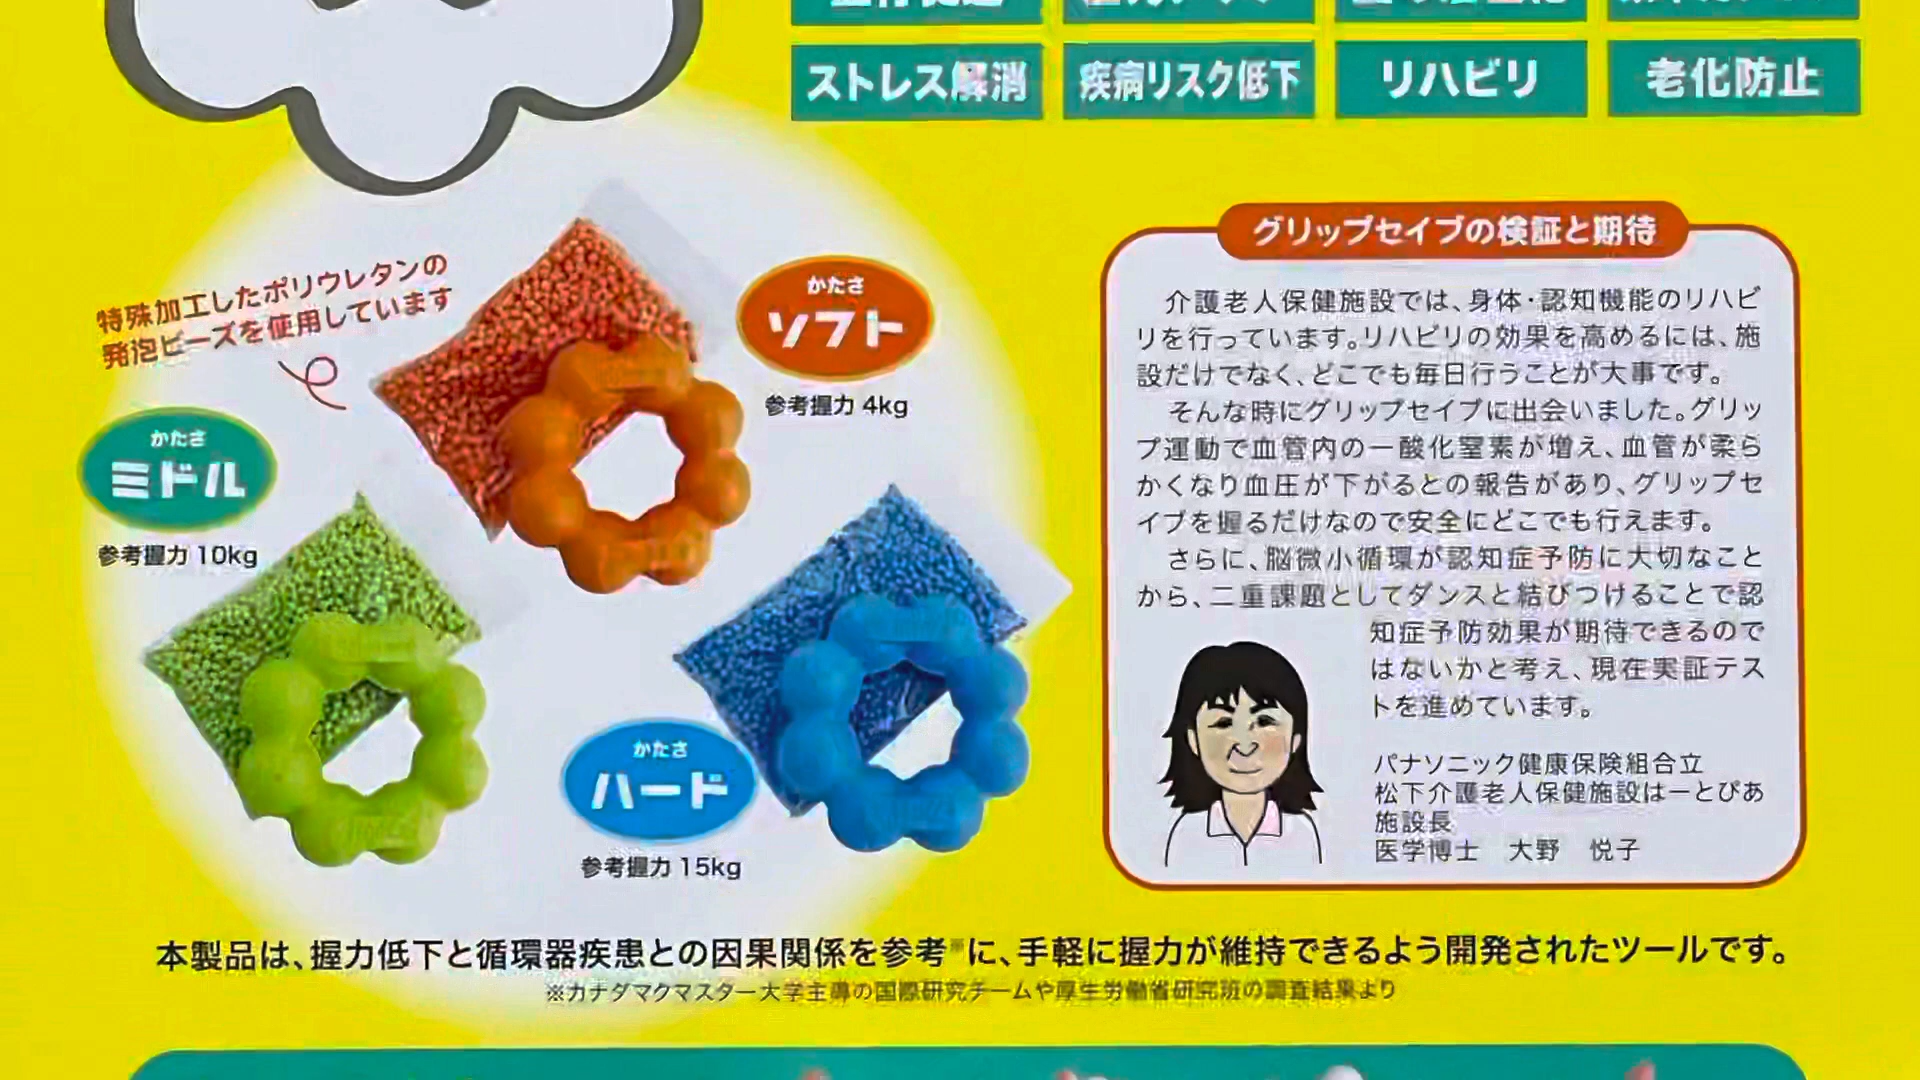 ストレス解消
疾病リスク低下
リハビリ
老化防止
特殊加工したポリウレタンの
発泡ビーズを使用しています
かたさ
ソフト
参考握力 4kg
かたさ
ミドル
参考握力 10kg
かたさ
ハード
参考握力 15kg
グリップセイブの検証と期待
介護老人保健施設では、身体・認知機能のリハビ
リを行っています。リハビリの効果を高めるには、施
設だけでなく、どこでも毎日行うことが大事です。
そんな時にグリップセイブに出会いました。グリッ
プ運動で血管内の一酸化窒素が増え、血管が柔ら
かくなり血圧が下がるとの報告があり、グリップセ
イブを握るだけなので安全にどこでも行えます。
さらに、脳微小循環が認知症予防に大切なこと
から、二重課題としてダンスと結びつけることで認
知症予防効果が期待できるので
はないかと考え、現在実証テス
トを進めています。
パナソニック健康保険組合立
松下介護老人保健施設はーとぴあ
施設長
医学博士 大野 悦子
本製品は、握力低下と循環器疾患との因果関係を参考※に、手軽に握力が維持できるよう開発されたツールです。
※カナダマクマスター大学主導の国際研究チームや厚生労働省研究班の調査結果より